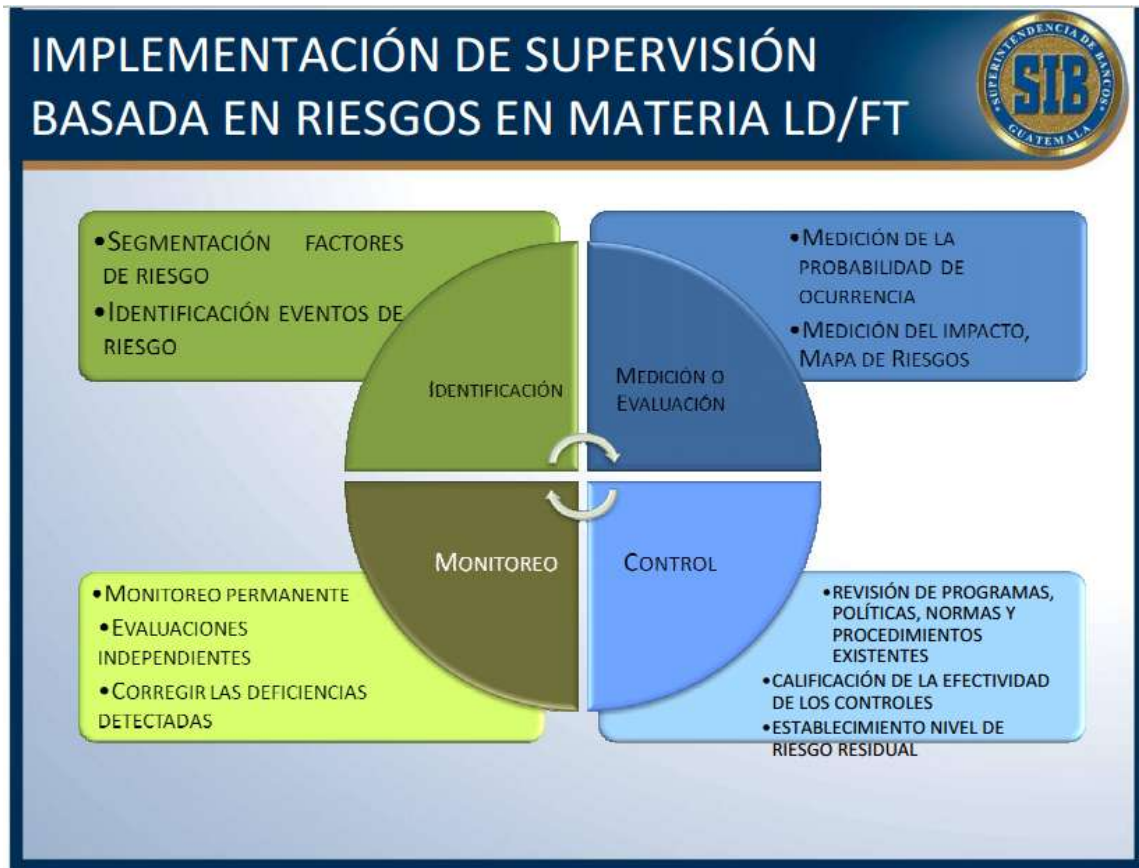 IMPLEMENTACIÓN DE SUPERVISIÓN
BASADA EN RIESGOS EN MATERIA LD/FT
SUPERINTENDENCIA DE BANCOS
SIB
GUATEMALA
•SEGMENTACIÓN FACTORES
DE RIESGO
•IDENTIFICACIÓN EVENTOS DE
RIESGO
•MEDICIÓN DE LA
PROBABILIDAD DE
OCURRENCIA
•MEDICIÓN DEL IMPACTO,
MAPA DE RIESGOS
IDENTIFICACIÓN
MEDICIÓN O
EVALUACIÓN
MONITOREO
CONTROL
•MONITOREO PERMANENTE
•EVALUACIONES
INDEPENDIENTES
•CORREGIR LAS DEFICIENCIAS
DETECTADAS
•REVISIÓN DE PROGRAMAS,
POLÍTICAS, NORMAS Y
PROCEDIMIENTOS
EXISTENTES
•CALIFICACIÓN DE LA EFECTIVIDAD
DE LOS CONTROLES
•ESTABLECIMIENTO NIVEL DE
RIESGO RESIDUAL